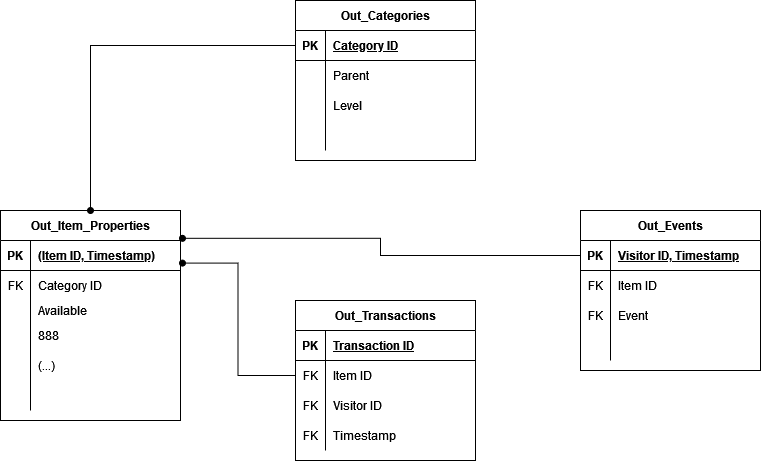 Out_Categories
PK Category ID
Parent
Level
Out_Item_Properties
PK (Item ID, Timestamp)
FK Category ID
Available
888
(...)
Out_Events
PK Visitor ID, Timestamp
FK Item ID
FK Event
Out_Transactions
PK Transaction ID
FK Item ID
FK Visitor ID
FK Timestamp